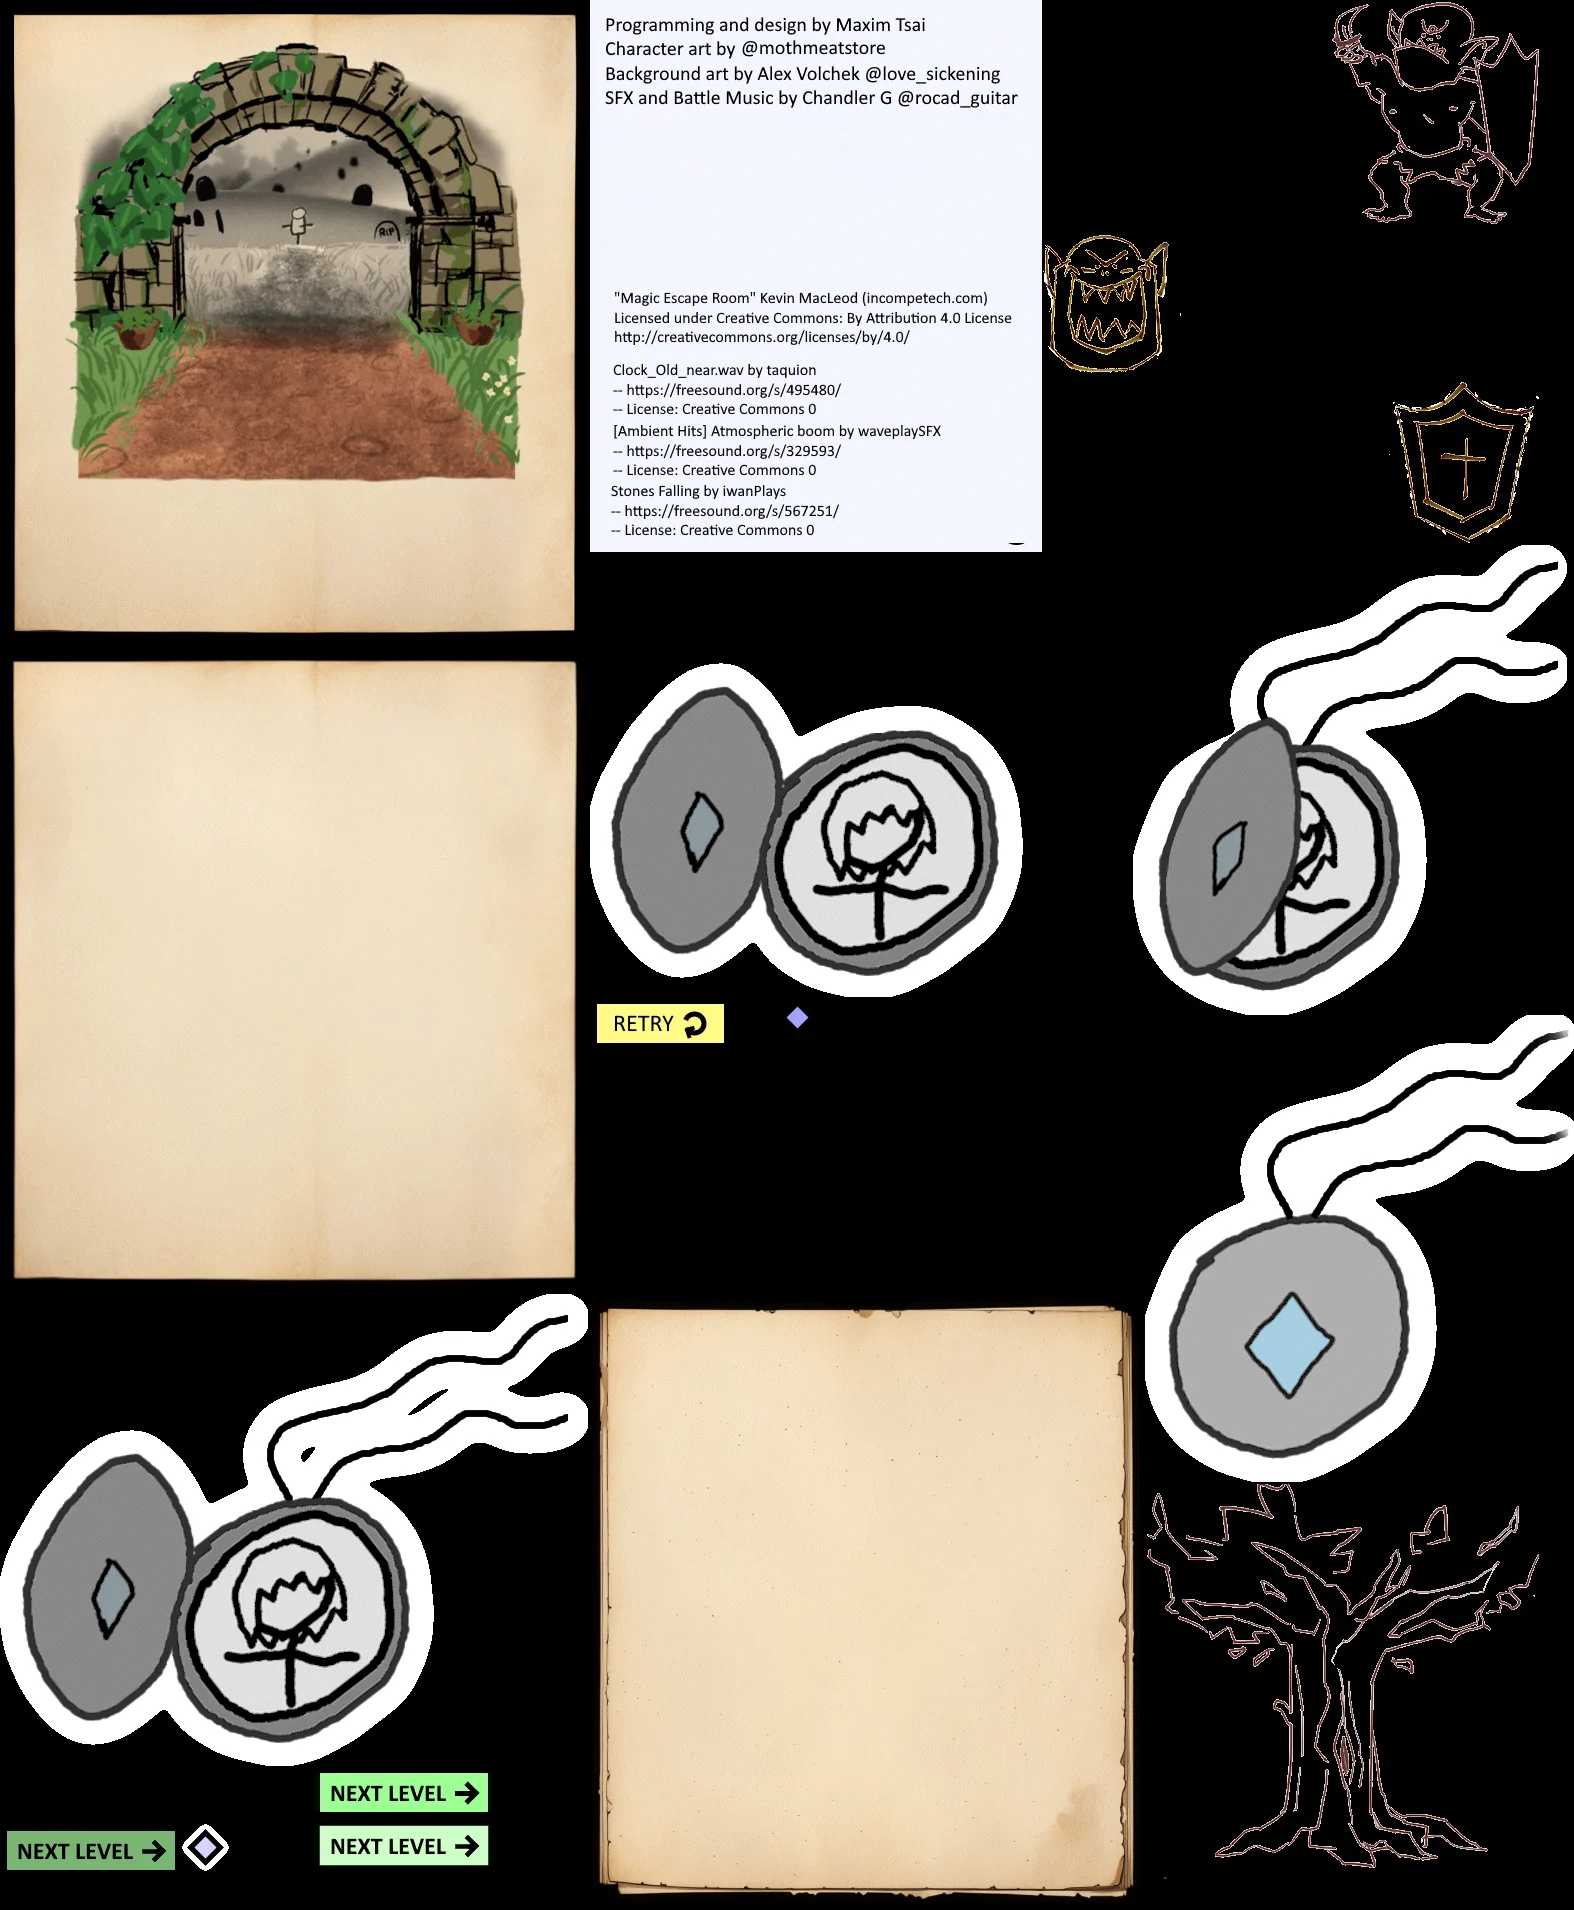 RIP
Programming and design by Maxim Tsai
Character art by @mothmeatstore
Background art by Alex Volchek @love_sickening
SFX and Battle Music by Chandler G @rocad_guitar
"Magic Escape Room" Kevin MacLeod (incompetech.com)
Licensed under Creative Commons: By Attribution 4.0 License
http://creativecommons.org/licenses/by/4.0/
Clock_Old_near.wav by taquion
-- https://freesound.org/s/495480/
-- License: Creative Commons 0
[Ambient Hits] Atmospheric boom by waveplaySFX
-- https://freesound.org/s/329593/
-- License: Creative Commons 0
Stones Falling by iwanPlays
-- https://freesound.org/s/567251/
-- License: Creative Commons 0
RETRY
NEXT LEVEL
NEXT LEVEL
NEXT LEVEL